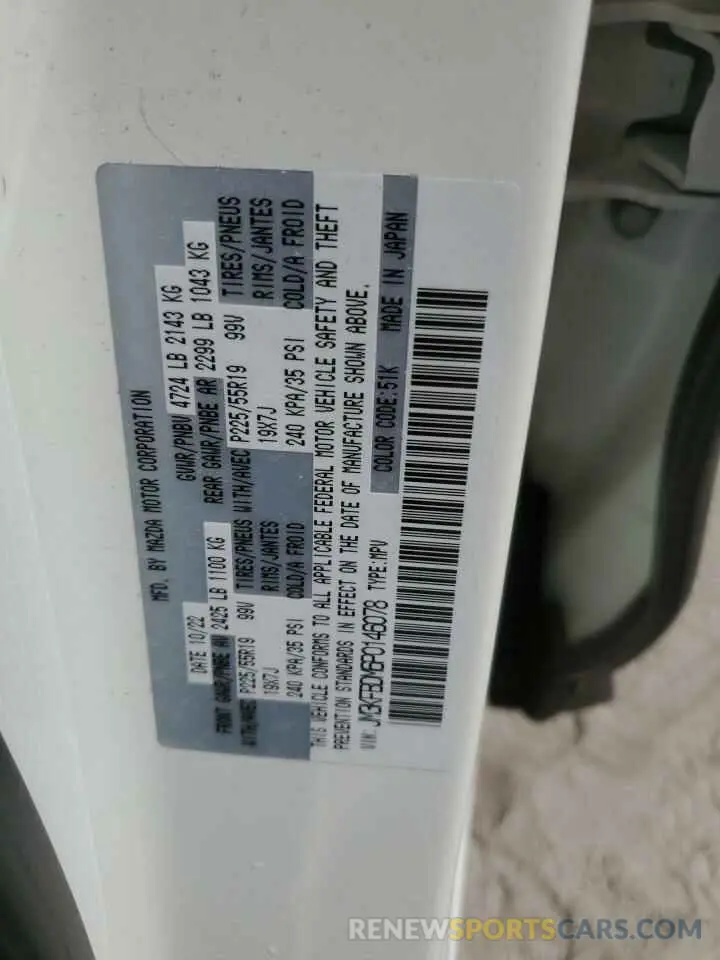 MFD. BY MAZDA MOTOR CORPORATION
DATE 10/22
GVWR/PNBV 4724 LB 2143 KG
FRONT GAWR/PNBE AV 2425 LB 1100 KG
REAR GAWR/PNBE AR 2299 LB 1043 KG
WITH/AVEC P225/55R19 99V TIRES/PNEUS WITH/AVEC P225/55R19 99V TIRES/PNEUS
19X7J RIMS/JANTES 19X7J RIMS/JANTES
240 KPA/35 PSI COLD/A FROID 240 KPA/35 PSI COLD/A FROID
THIS VEHICLE CONFORMS TO ALL APPLICABLE FEDERAL MOTOR VEHICLE SAFETY AND THEFT
PREVENTION STANDARDS IN EFFECT ON THE DATE OF MANUFACTURE SHOWN ABOVE.
VIN: JM3KFBDM6P0146078 TYPE:MPV COLOR CODE:51K MADE IN JAPAN
RENEWSPORTSCARS.COM